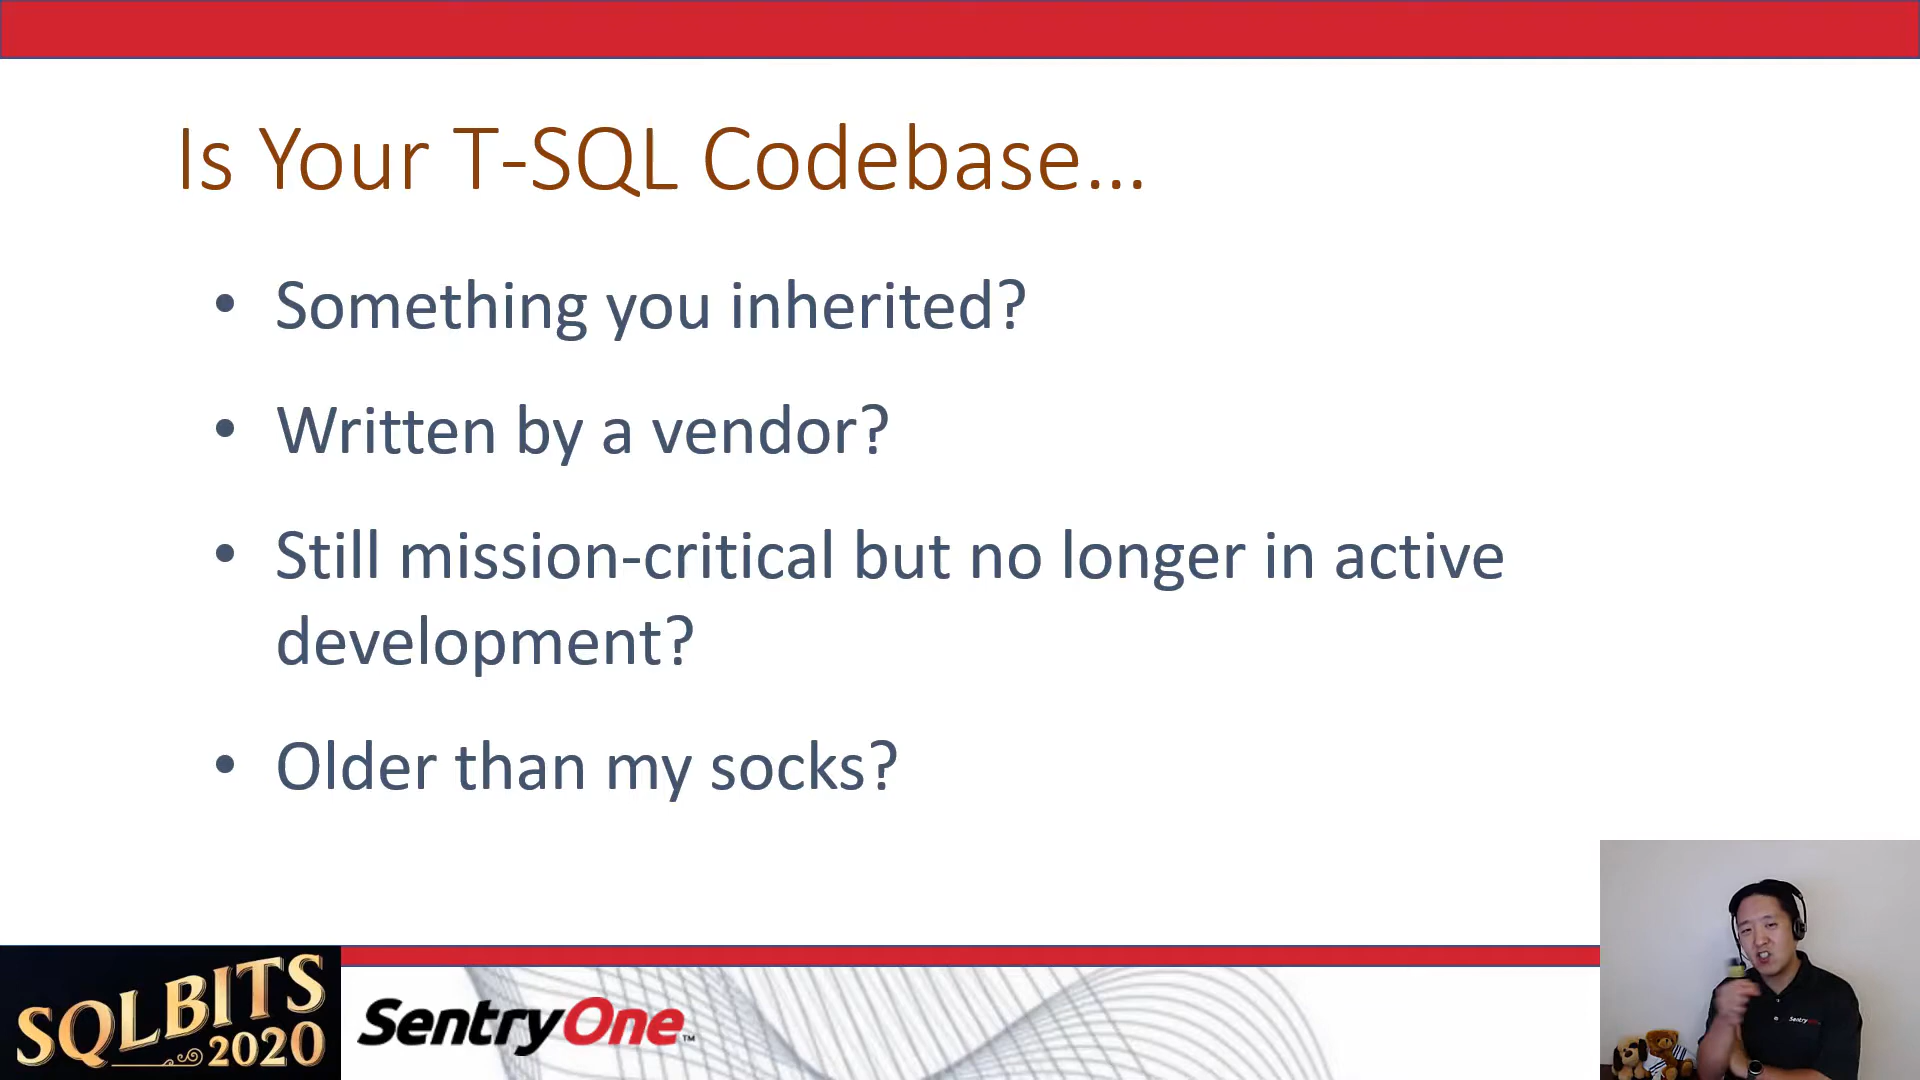 Is Your T-SQL Codebase...
• Something you inherited?
• Written by a vendor?
• Still mission-critical but no longer in active
development?
• Older than my socks?
SQLBITS
2020
SentryOne™
SentryOne